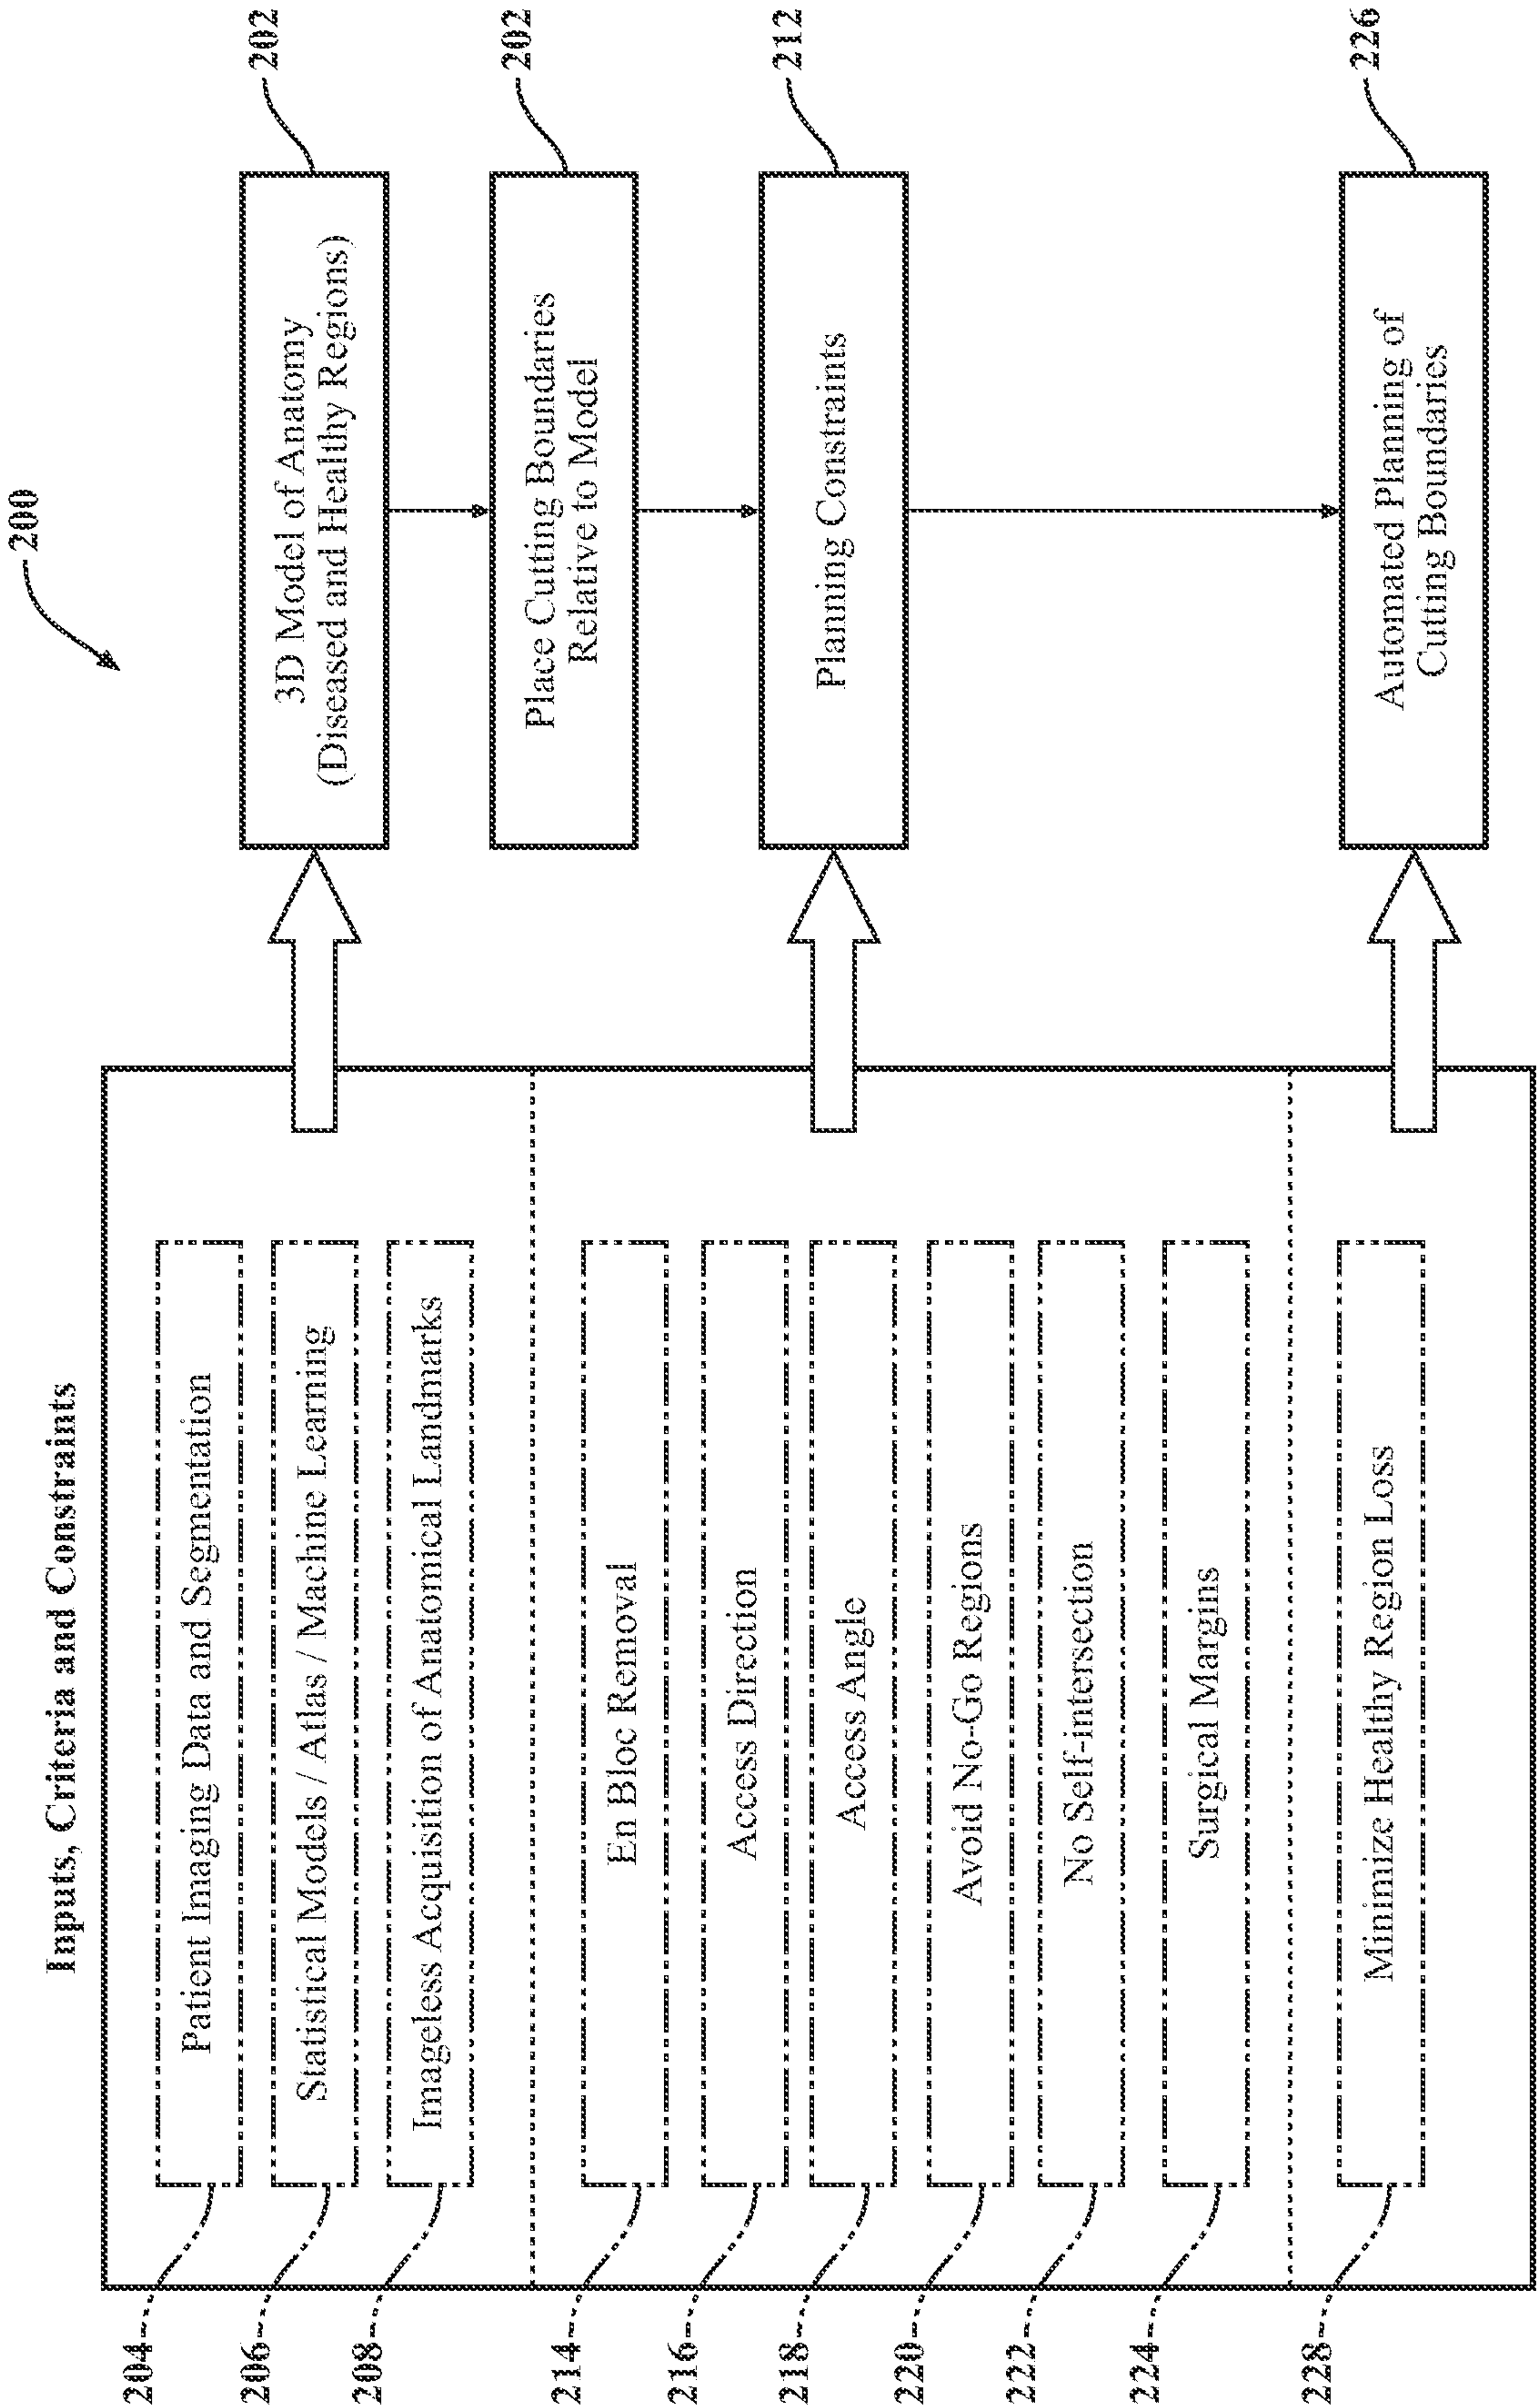 200
Inputs, Criteria and Constraints
204
Patient Imaging Data and Segmentation
206
Statistical Models / Atlas / Machine Learning
208
Imageless Acquisition of Anatomical Landmarks
3D Model of Anatomy
(Diseased and Healthy Regions)
202
Place Cutting Boundaries
Relative to Model
202
214
En Bloc Removal
216
Access Direction
218
Access Angle
220
Avoid No-Go Regions
222
No Self-intersection
224
Surgical Margins
Planning Constraints
212
228
Minimize Healthy Region Loss
Automated Planning of
Cutting Boundaries
226